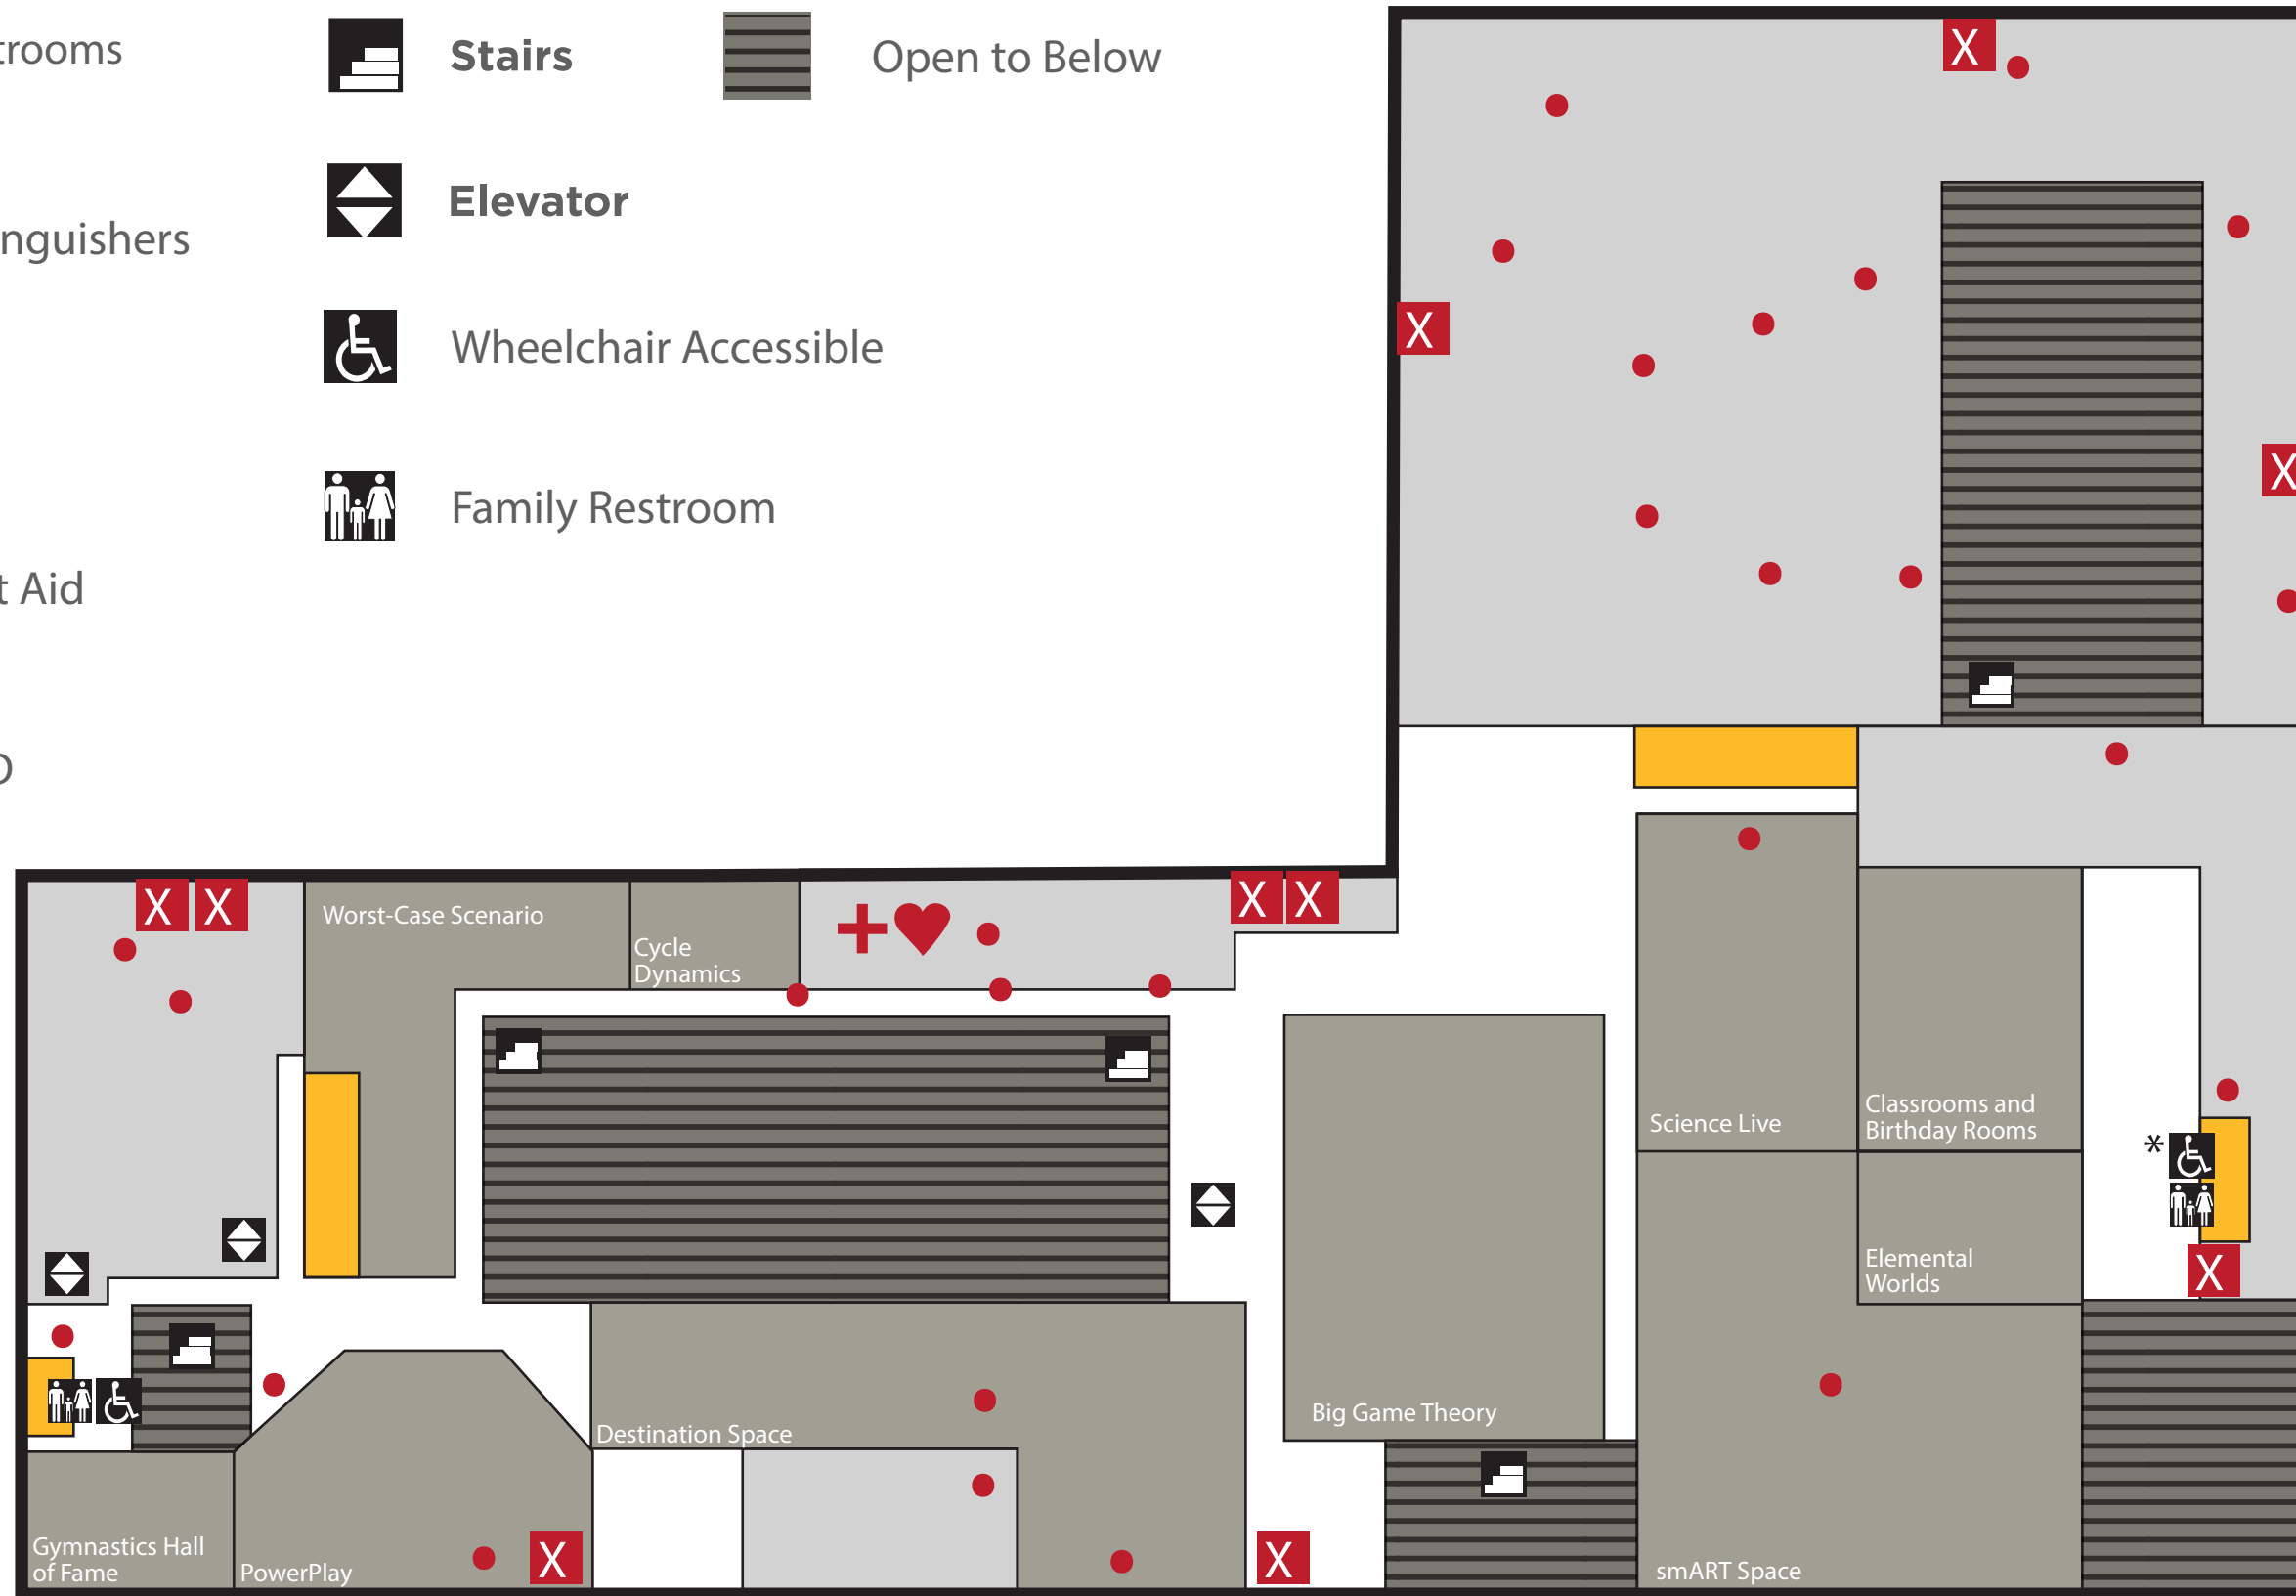 trooms
Stairs
Open to Below
Elevator
nguishers
Wheelchair Accessible
Family Restroom
t Aid
X
X
X
X
X
X
X
Worst-Case Scenario
Cycle
Dynamics
Science Live
Classrooms and
Birthday Rooms
*
Elemental
Worlds
X
Big Game Theory
Destination Space
Gymnastics Hall
of Fame
PowerPlay
X
X
smART Space